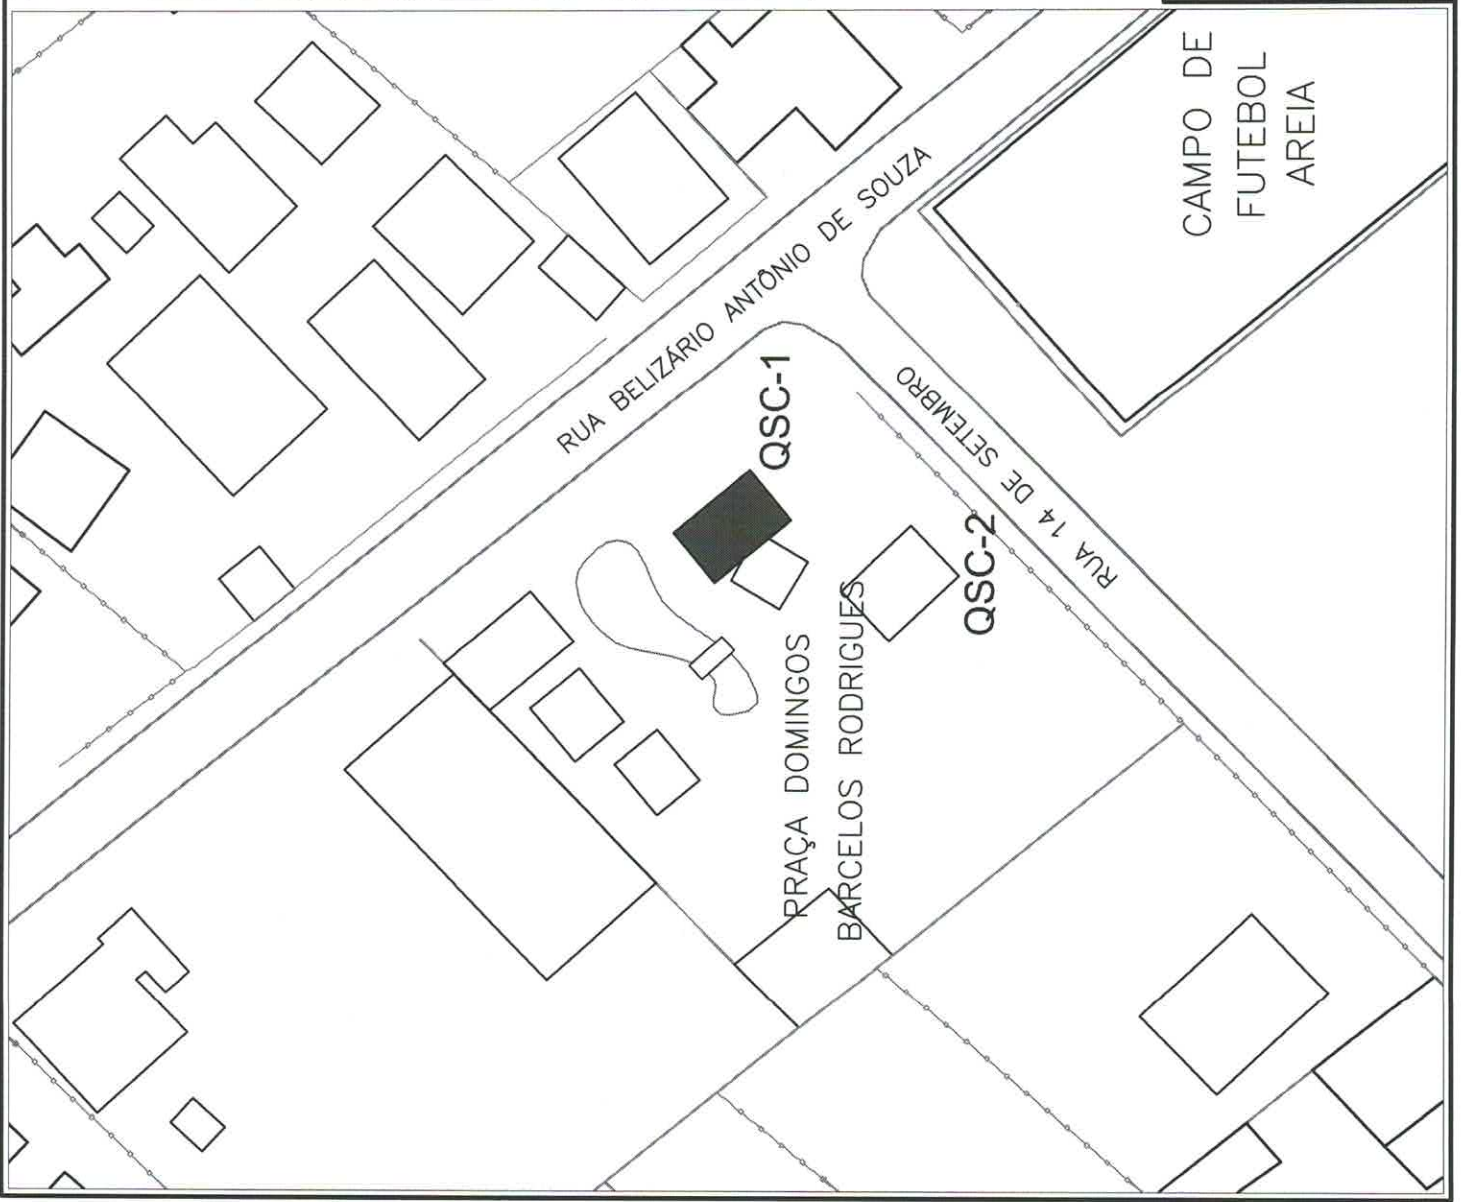 CAMPO DE
FUTEBOL
AREIA
RUA BELIZÁRIO ANTÔNIO DE SOUZA
QSC-1
RUA 14 DE SETEMBRO
QSC-2
PRAÇA DOMINGOS
BARCELOS RODRIGUES